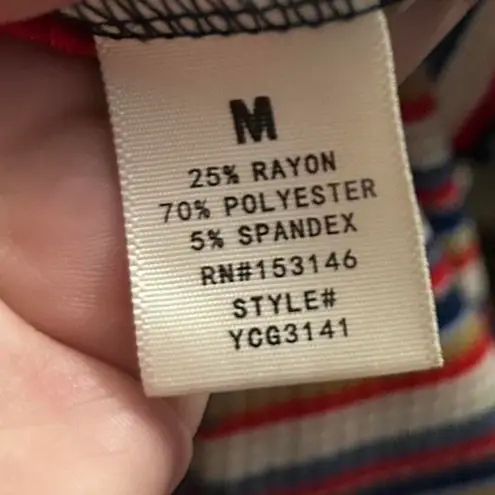 M
25% RAYON
70% POLYESTER
5% SPANDEX
RN#153146
STYLE#
YCG3141